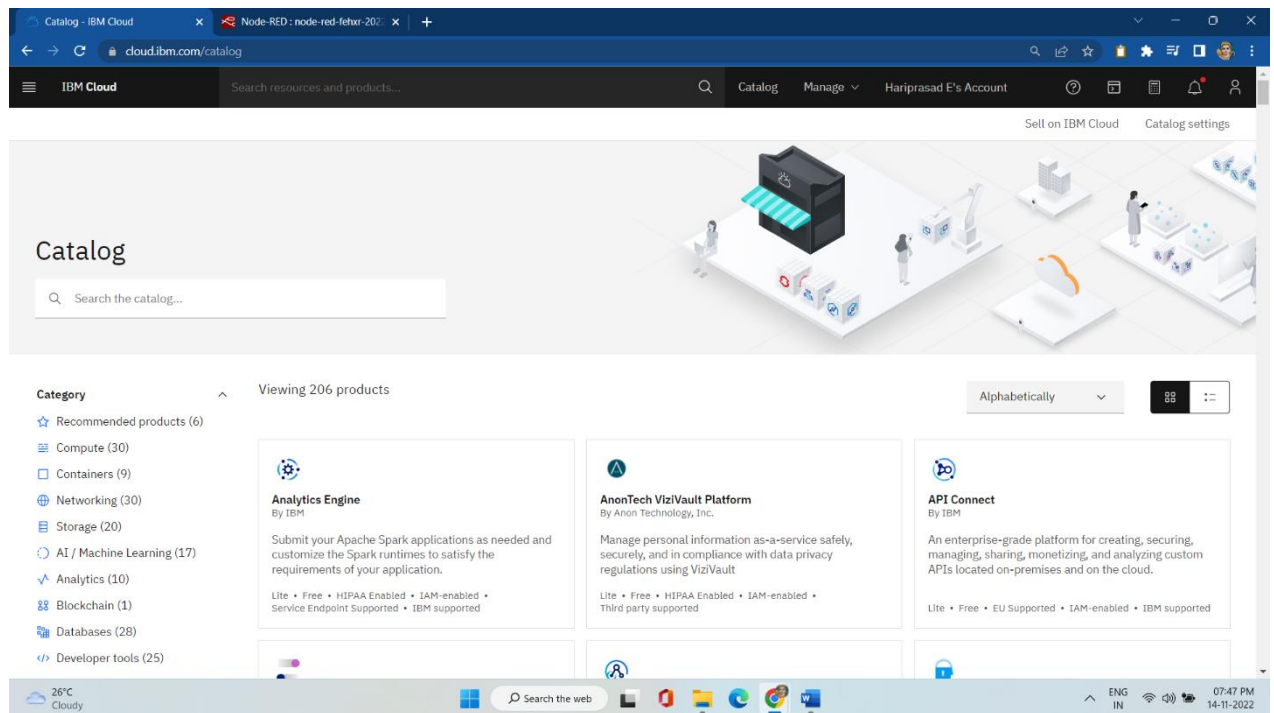 Catalog - IBM Cloud
Node-RED : node-red-fehxr-202
cloud.ibm.com/catalog
IBM Cloud
Search resources and products...
Catalog
Manage
Hariprasad E's Account
Sell on IBM Cloud
Catalog settings
Catalog
Search the catalog...
Category
Viewing 206 products
Alphabetically
Recommended products (6)
Compute (30)
Containers (9)
Networking (30)
Storage (20)
AI / Machine Learning (17)
Analytics (10)
Blockchain (1)
Databases (28)
Developer tools (25)
Analytics Engine
By IBM
Submit your Apache Spark applications as needed and
customize the Spark runtimes to satisfy the
requirements of your application.
Lite • Free • HIPAA Enabled • IAM-enabled •
Service Endpoint Supported • IBM supported
AnonTech ViziVault Platform
By Anon Technology, Inc.
Manage personal information as-a-service safely,
securely, and in compliance with data privacy
regulations using ViziVault
Lite • Free • HIPAA Enabled • IAM-enabled •
Third party supported
API Connect
By IBM
An enterprise-grade platform for creating, securing,
managing, sharing, monetizing, and analyzing custom
APIs located on-premises and on the cloud.
Lite • Free • EU Supported • IAM-enabled • IBM supported
26°C
Cloudy
Search the web
ENG
IN
07:47 PM
14-11-2022